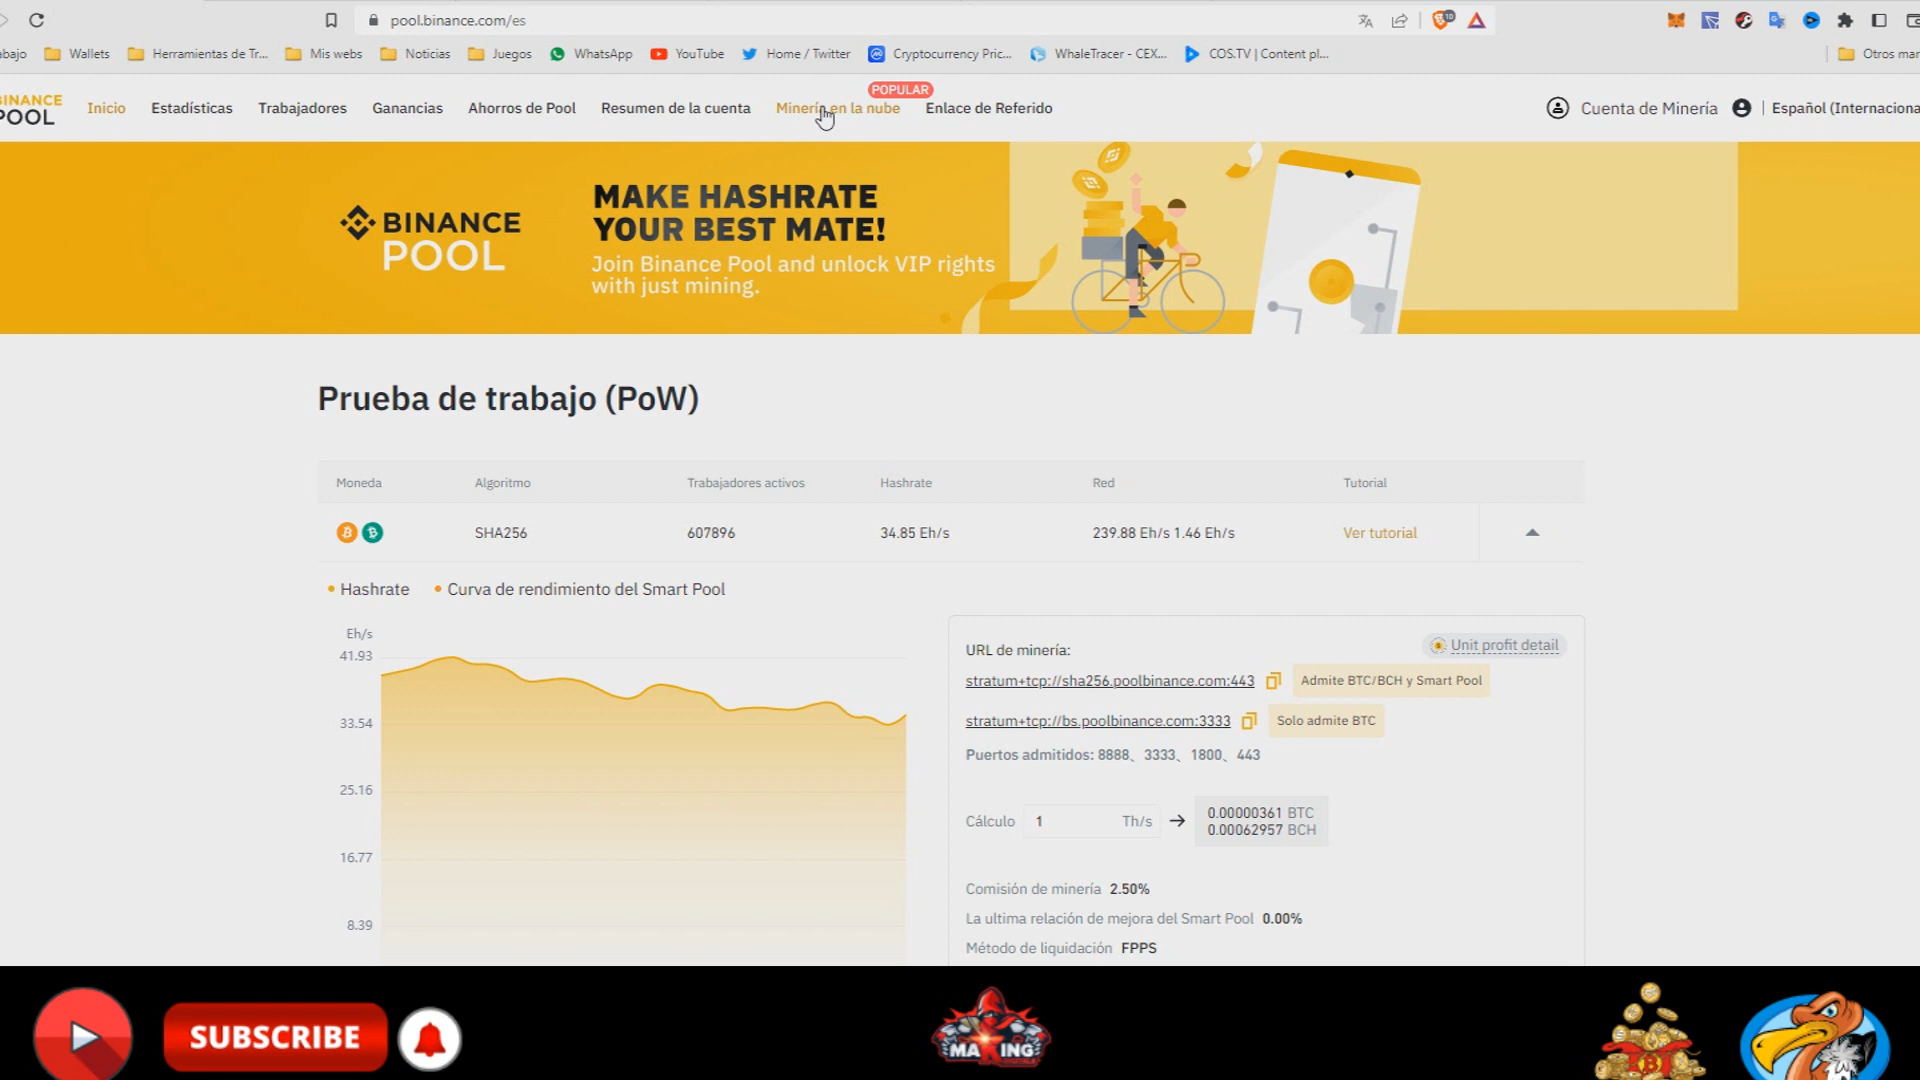 pool.binance.com/es
10
abajo Wallets Herramientas de Tr... Mis webs Noticias Juegos WhatsApp YouTube Home / Twitter Cryptocurrency Pric... WhaleTracer - CEX... COS.TV | Content pl... Otros mar
BINANCE
POOL
Inicio Estadísticas Trabajadores Ganancias Ahorros de Pool Resumen de la cuenta Minería en la nube Enlace de Referido
POPULAR
Cuenta de Minería | Español (Internaciona
BINANCE
POOL
MAKE HASHRATE
YOUR BEST MATE!
Join Binance Pool and unlock VIP rights
with just mining.
Prueba de trabajo (PoW)
Moneda Algoritmo Trabajadores activos Hashrate Red Tutorial
SHA256 607896 34.85 Eh/s 239.88 Eh/s 1.46 Eh/s Ver tutorial
Hashrate Curva de rendimiento del Smart Pool
Eh/s
41.93
33.54
25.16
16.77
8.39
Unit profit detail
URL de minería:
stratum+tcp://sha256.poolbinance.com:443 Admite BTC/BCH y Smart Pool
stratum+tcp://bs.poolbinance.com:3333 Solo admite BTC
Puertos admitidos: 8888、3333、1800、443
Cálculo 1 Th/s → 0.00000361 BTC
0.00062957 BCH
Comisión de minería 2.50%
La ultima relación de mejora del Smart Pool 0.00%
Método de liquidación FPPS
SUBSCRIBE
MAXING